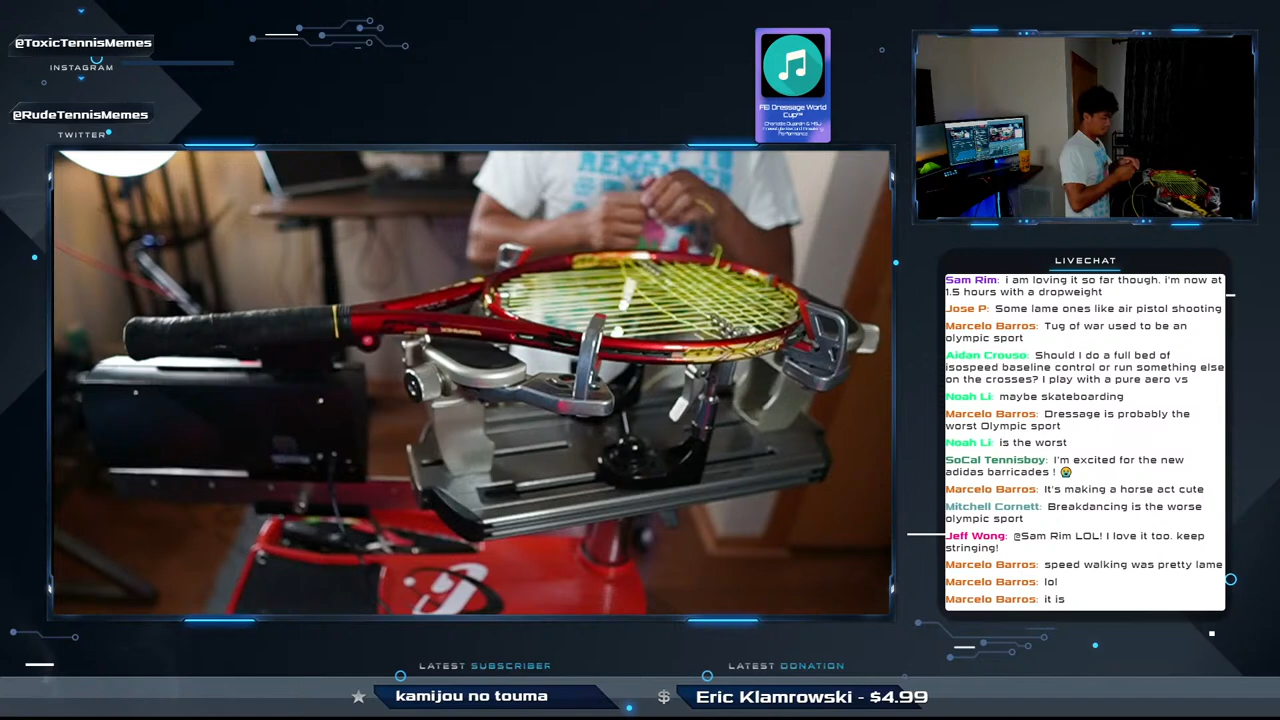 @ToxicTennisMemes
INSTAGRAM
@RudeTennisMemes
TWITTER
FEI Dressage World
Cup™
LIVECHAT
Sam Rim: i am loving it so far though. i'm now at
1.5 hours with a dropweight
Jose P: Some lame ones like air pistol shooting
Marcelo Barros: Tug of war used to be an
olympic sport
Aidan Crouso: Should I do a full bed of
isospeed baseline control or run something else
on the crosses? I play with a pure aero vs
Noah Li: maybe skateboarding
Marcelo Barros: Dressage is probably the
worst Olympic sport
Noah Li: is the worst
SoCal Tennisboy: I'm excited for the new
adidas barricades ! 😭
Marcelo Barros: It's making a horse act cute
Mitchell Cornett: Breakdancing is the worse
olympic sport
Jeff Wong: @Sam Rim LOL! I love it too. keep
stringing!
Marcelo Barros: speed walking was pretty lame
Marcelo Barros: lol
Marcelo Barros: it is
LATEST SUBSCRIBER
kamijou no touma
LATEST DONATION
$ Eric Klamrowski - $4.99